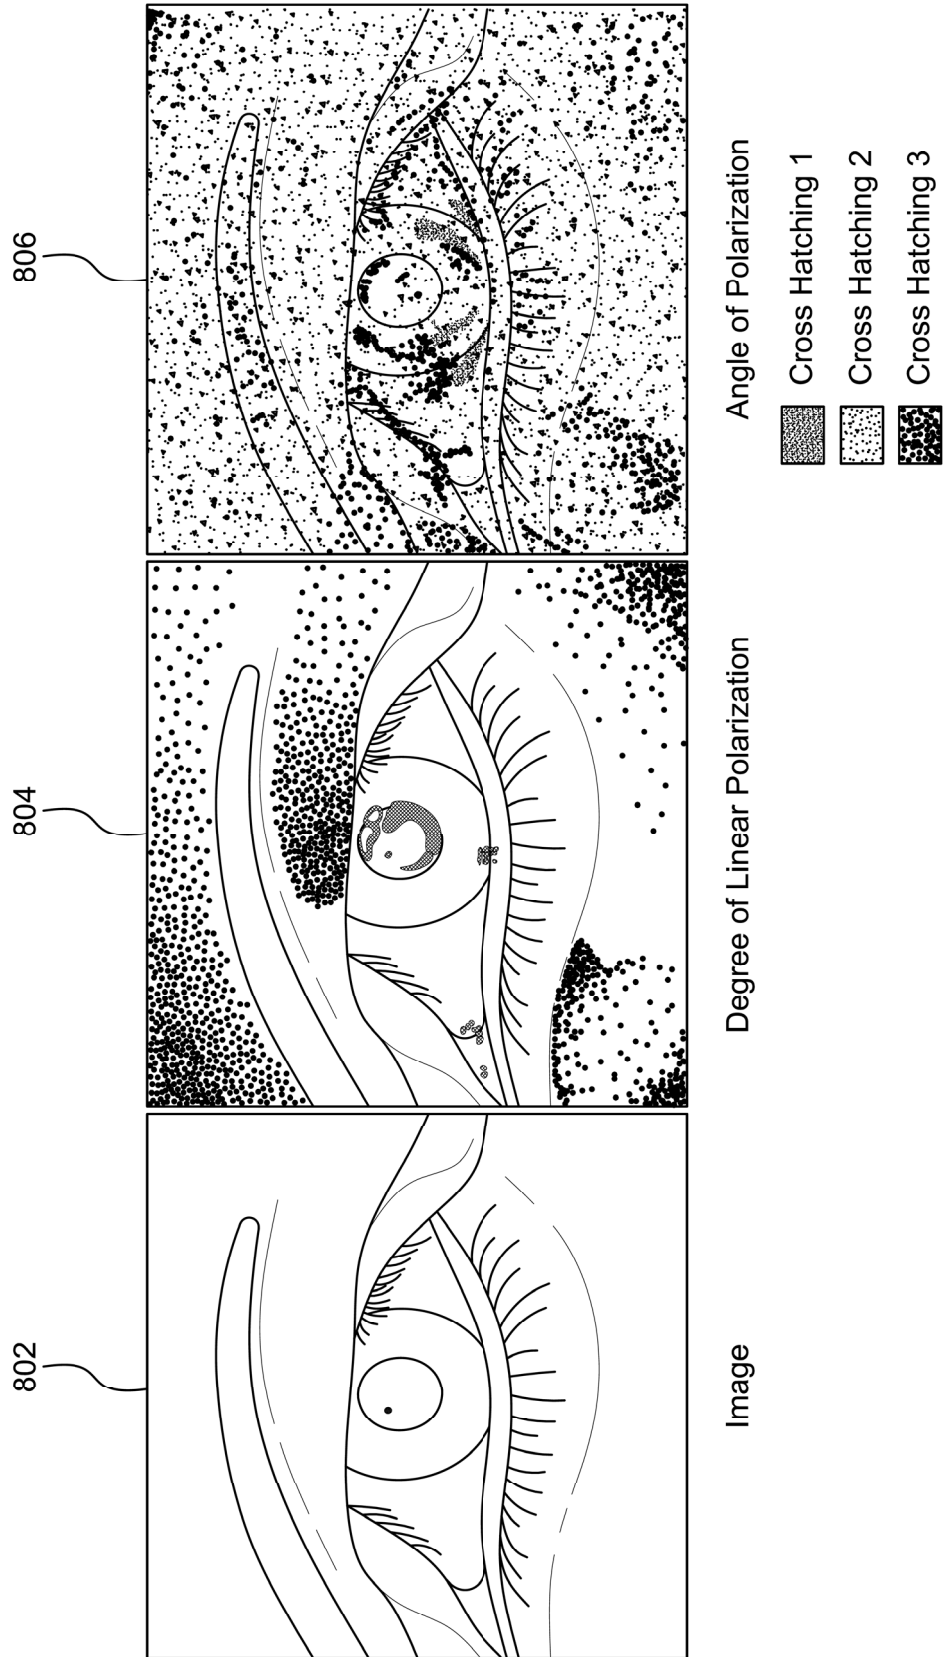 802
804
806
Image
Degree of Linear Polarization
Angle of Polarization
Cross Hatching 1
Cross Hatching 2
Cross Hatching 3